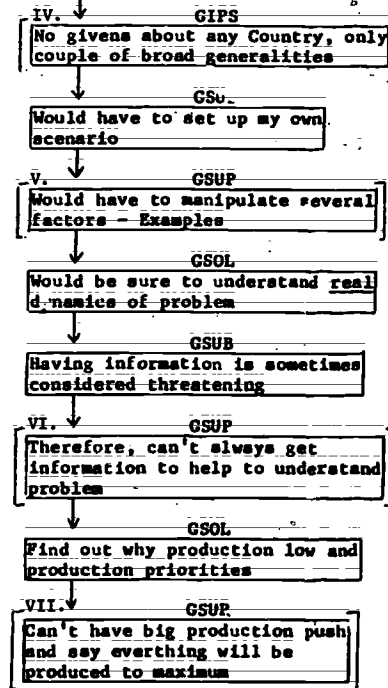 IV. GIPS
No givens about any Country, only
couple of broad generalities
Would have to set up my own
scenario
V. GSUP
Would have to manipulate several
factors - Examples
GSOL
Would be sure to understand real
dynamics of problem
GSUB
Having information is sometimes
considered threatening
VI. GSUP
Therefore, can't always get
information to help to understand
problem
GSOL
Find out why production low and
production priorities
VII. GSUP
Can't have big production push
and say everthing will be
produced to maximum